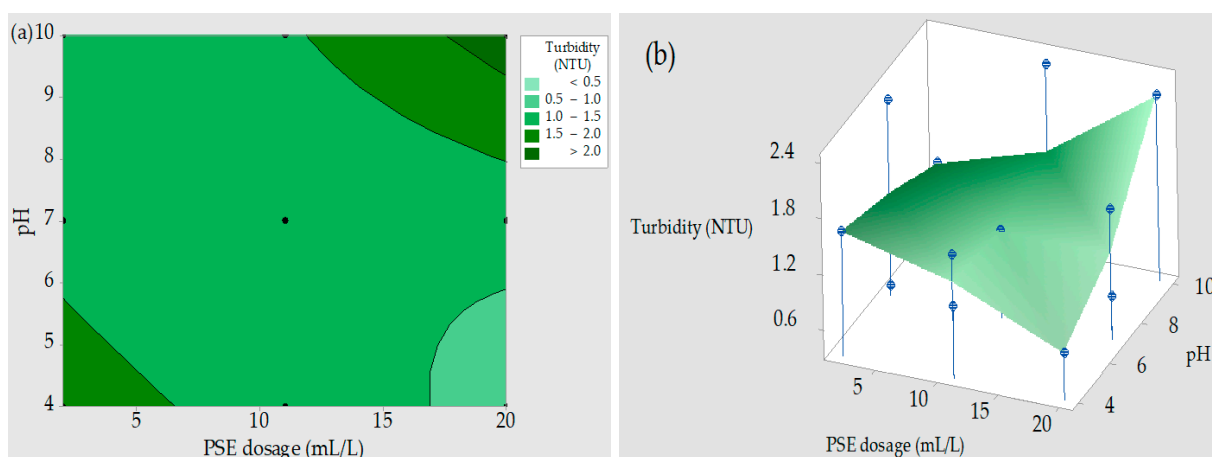 (a)
10
9
8
7
6
5
4
pH
5
10
15
20
PSE dosage (mL/L)
Turbidity
(NTU)
< 0.5
0.5 – 1.0
1.0 – 1.5
1.5 – 2.0
> 2.0
(b)
2.4
1.8
1.2
0.6
Turbidity (NTU)
5
10
15
20
PSE dosage (mL/L)
10
8
6
4
pH